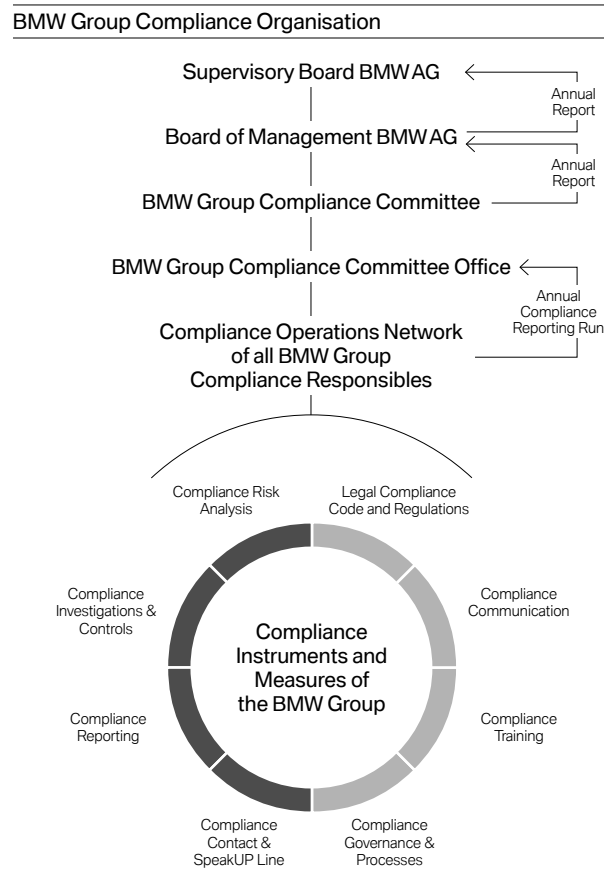 BMW Group Compliance Organisation
Supervisory Board BMW AG
Annual
Report
Board of Management BMW AG
Annual
Report
BMW Group Compliance Committee
BMW Group Compliance Committee Office
Annual
Compliance
Reporting Run
Compliance Operations Network
of all BMW Group
Compliance Responsibles
Compliance Risk
Analysis
Legal Compliance
Code and Regulations
Compliance
Investigations &
Controls
Compliance
Communication
Compliance
Instruments and
Measures of
the BMW Group
Compliance
Reporting
Compliance
Training
Compliance
Contact &
SpeakUP Line
Compliance
Governance &
Processes